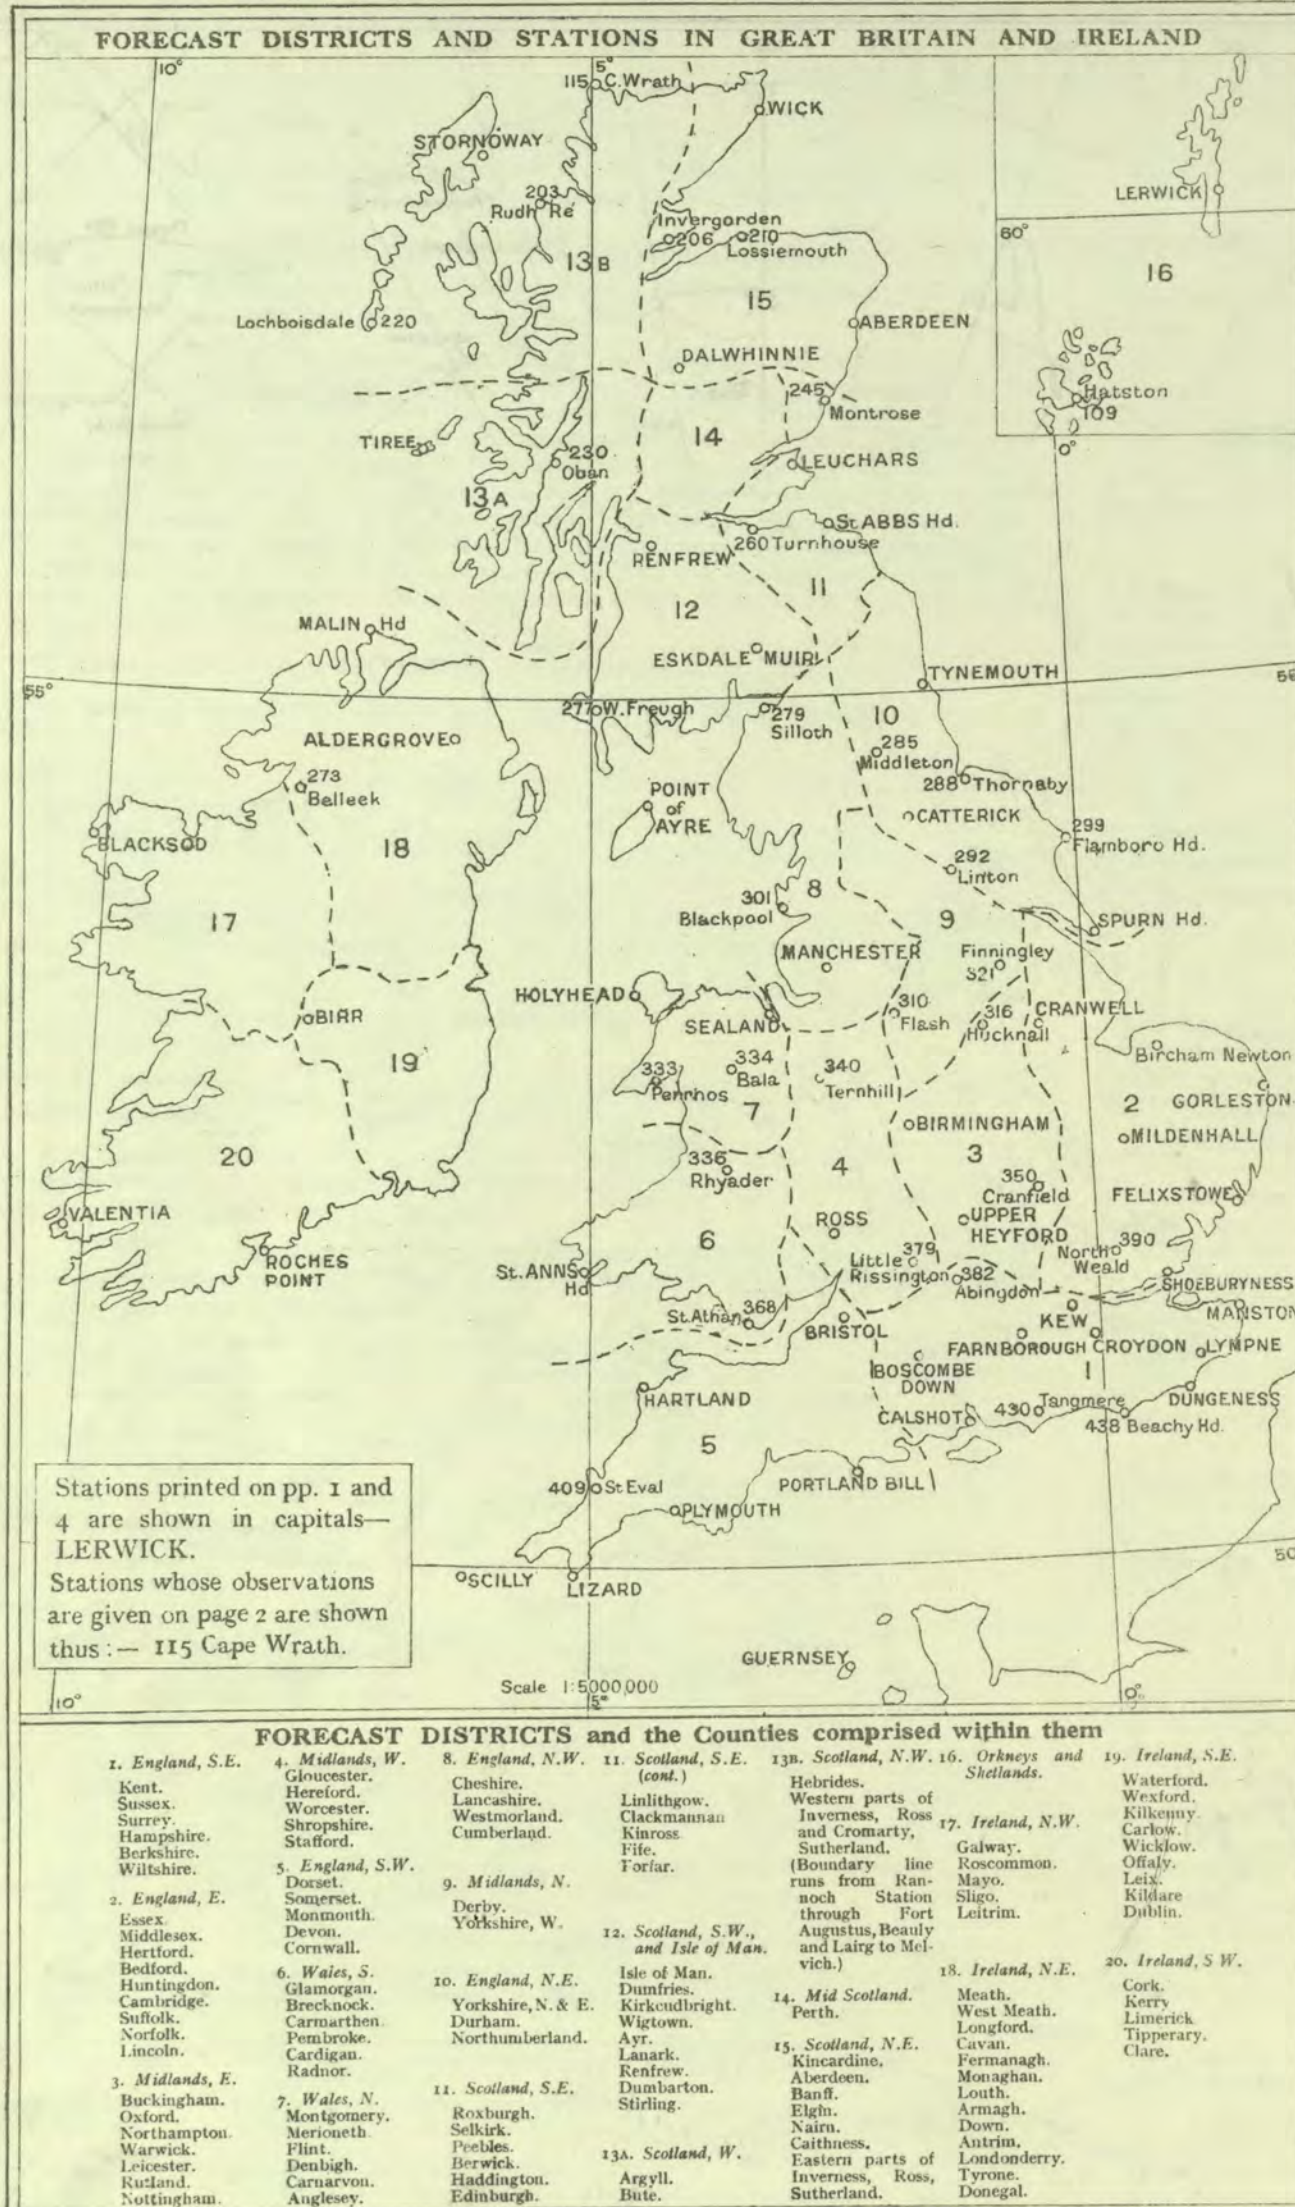 FORECAST DISTRICTS AND STATIONS IN GREAT BRITAIN AND IRELAND
10°
5°
115 C. Wrath
WICK
STORNOWAY
LERWICK
203
Rudh Re
Invergorden
206
210
Lossiemouth
60°
13B
16
15
Lochboisdale 220
ABERDEEN
DALWHINNIE
245
Montrose
Hatston
109
0°
14
TIREE
230
Oban
LEUCHARS
13A
St ABBS Hd.
260 Turnhouse
RENFREW
11
12
MALIN Hd
ESKDALE MUIR
TYNEMOUTH
55°
277 W. Freugh
279
Silloth
10
ALDERGROVE
285
Middleton
273
Belleek
POINT
of
AYRE
288 Thornaby
CATTERICK
299
Flamboro Hd.
BLACKSOD
18
292
Linton
8
301
Blackpool
17
9
SPURN Hd.
MANCHESTER
Finningley
321
HOLYHEAD
310
Flash
316
Hucknall
CRANWELL
BIRR
SEALAND
19
Bircham Newton
333
Penrhos
334
Bala
340
Ternhill
7
2
GORLESTON
BIRMINGHAM
MILDENHALL
20
336
Rhyader
4
3
350
Cranfield
FELIXSTOWE
VALENTIA
ROSS
UPPER
HEYFORD
6
ROCHES
POINT
St. ANNS
Hd
Little 379
Rissington
382
Abingdon
North 390
Weald
SHOEBURYNESS
St. Athan 368
KEW
MANSTON
BRISTOL
FARNBOROUGH CROYDON LYMPNE
BOSCOMBE
DOWN
1
HARTLAND
DUNGENESS
CALSHOT
430 Tangmere
438 Beachy Hd.
5
409 St Eval
PORTLAND BILL
PLYMOUTH
Stations printed on pp. 1 and
4 are shown in capitals—
LERWICK.
Stations whose observations
are given on page 2 are shown
thus :— 115 Cape Wrath.
SCILLY
LIZARD
GUERNSEY
Scale 1:5000,000
10°
5°
0°
FORECAST DISTRICTS and the Counties comprised within them
1. England, S.E.
Kent.
Sussex.
Surrey.
Hampshire.
Berkshire.
Wiltshire.
2. England, E.
Essex.
Middlesex.
Hertford.
Bedford.
Huntingdon.
Cambridge.
Suffolk.
Norfolk.
Lincoln.
3. Midlands, E.
Buckingham.
Oxford.
Northampton.
Warwick.
Leicester.
Rutland.
Nottingham.
4. Midlands, W.
Gloucester.
Hereford.
Worcester.
Shropshire.
Stafford.
5. England, S.W.
Dorset.
Somerset.
Monmouth.
Devon.
Cornwall.
6. Wales, S.
Glamorgan.
Brecknock.
Carmarthen.
Pembroke.
Cardigan.
Radnor.
7. Wales, N.
Montgomery.
Merioneth.
Flint.
Denbigh.
Carnarvon.
Anglesey.
8. England, N.W.
Cheshire.
Lancashire.
Westmorland.
Cumberland.
9. Midlands, N.
Derby.
Yorkshire, W.
10. England, N.E.
Yorkshire, N. & E.
Durham.
Northumberland.
11. Scotland, S.E.
Roxburgh.
Selkirk.
Peebles.
Berwick.
Haddington.
Edinburgh.
11. Scotland, S.E.
(cont.)
Linlithgow.
Clackmannan
Kinross
Fife.
Forfar.
12. Scotland, S.W.,
and Isle of Man.
Isle of Man.
Dumfries.
Kirkcudbright.
Wigtown.
Ayr.
Lanark.
Renfrew.
Dumbarton.
Stirling.
13A. Scotland, W.
Argyll.
Bute.
13B. Scotland, N.W.
Hebrides.
Western parts of
Inverness, Ross
and Cromarty,
Sutherland.
(Boundary line
runs from Ran-
noch Station
through Fort
Augustus, Beauly
and Lairg to Mel-
vich.)
14. Mid Scotland.
Perth.
15. Scotland, N.E.
Kincardine.
Aberdeen.
Banff.
Elgin.
Nairn.
Caithness.
Eastern parts of
Inverness, Ross,
Sutherland.
16. Orkneys and
Shetlands.
17. Ireland, N.W.
Galway.
Roscommon.
Mayo.
Sligo.
Leitrim.
18. Ireland, N.E.
Meath.
West Meath.
Longford.
Cavan.
Fermanagh.
Monaghan.
Louth.
Armagh.
Down.
Antrim.
Londonderry.
Tyrone.
Donegal.
19. Ireland, S.E.
Waterford.
Wexford.
Kilkenny.
Carlow.
Wicklow.
Offaly.
Leix.
Kildare
Dublin.
20. Ireland, S W.
Cork.
Kerry
Limerick
Tipperary.
Clare.